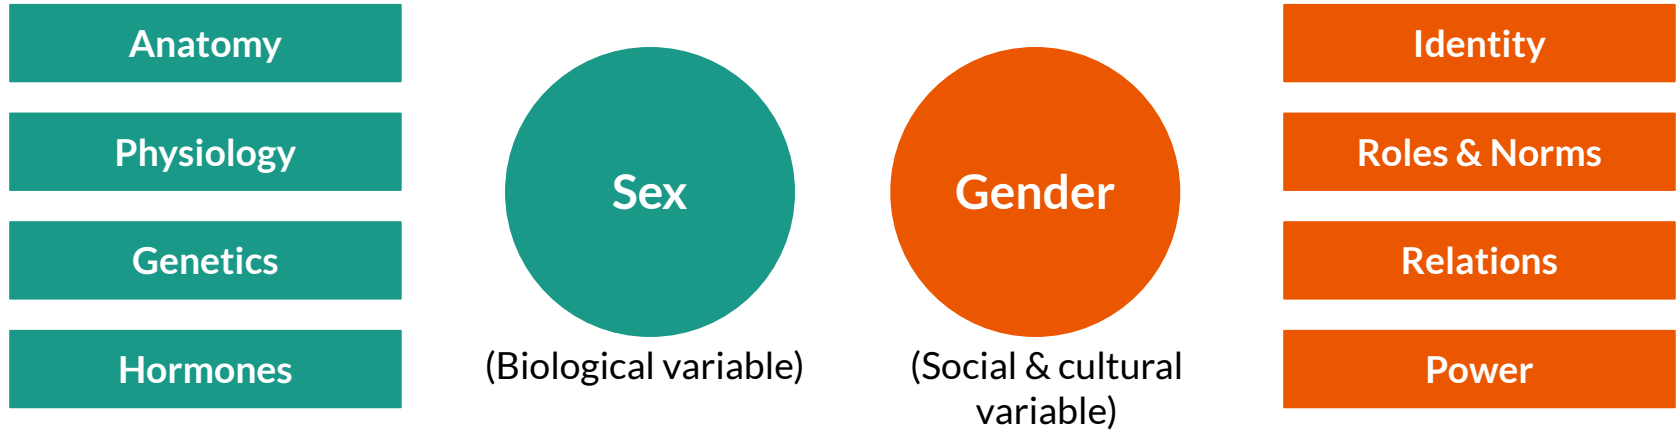 Anatomy
Physiology
Genetics
Hormones
Sex
(Biological variable)
Gender
(Social & cultural
variable)
Identity
Roles & Norms
Relations
Power